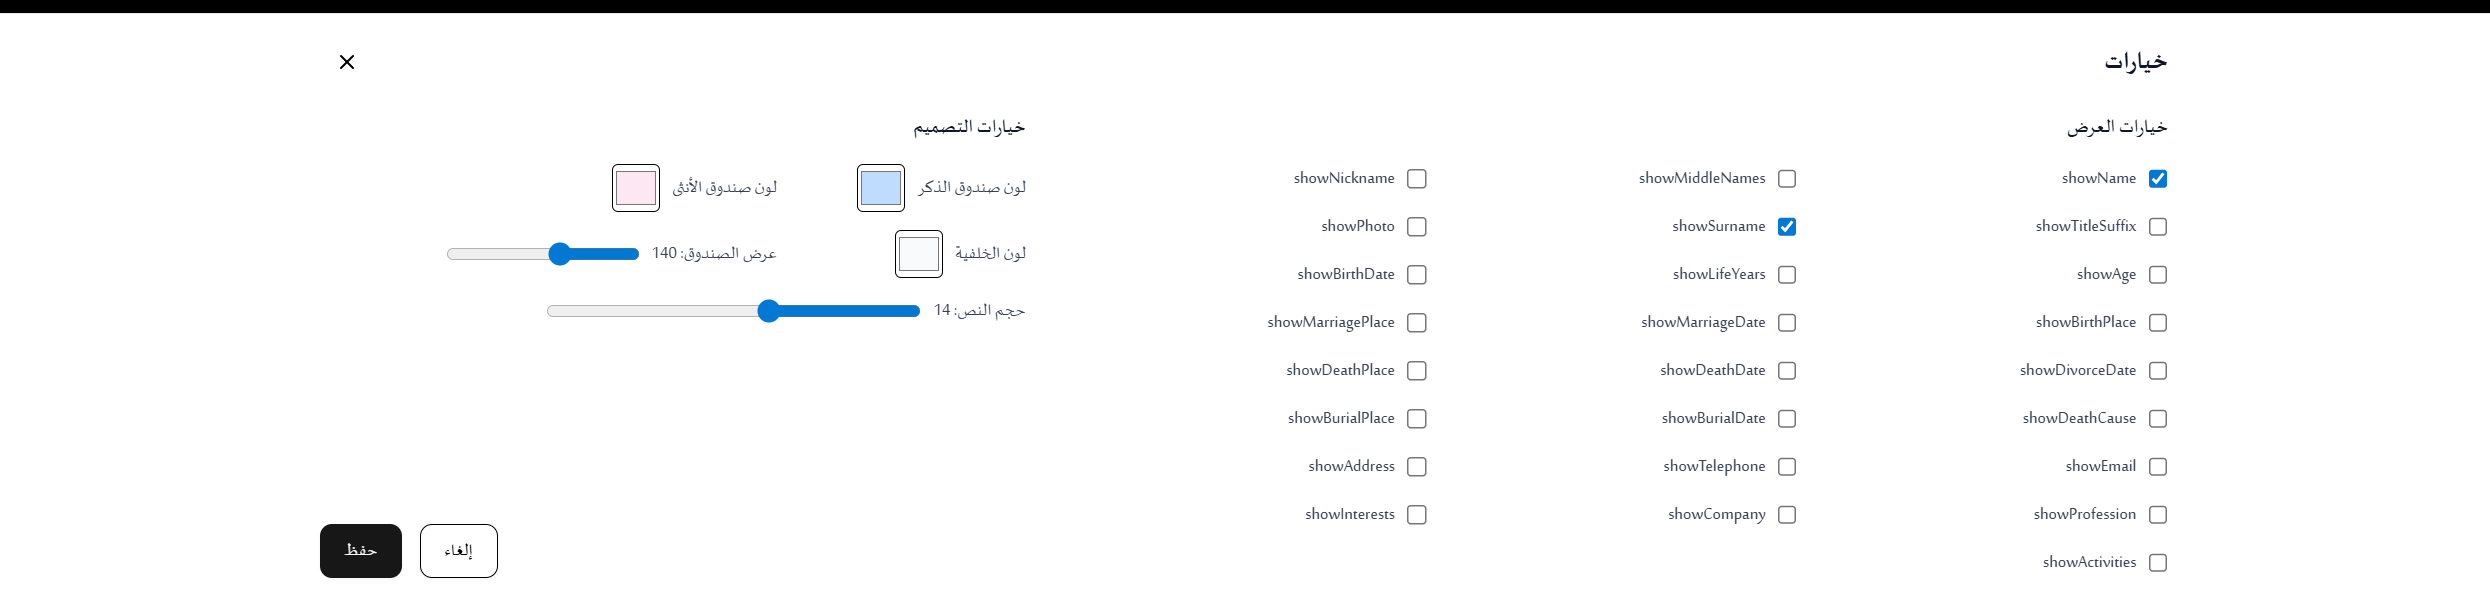 خيارات
خيارات العرض
showName
showMiddleNames
showNickname
showTitleSuffix
showSurname
showPhoto
showAge
showLifeYears
showBirthDate
showBirthPlace
showMarriageDate
showMarriagePlace
showDivorceDate
showDeathDate
showDeathPlace
showDeathCause
showBurialDate
showBurialPlace
showEmail
showTelephone
showAddress
showProfession
showCompany
showInterests
showActivities
خيارات التصميم
لون صندوق الذكر
لون صندوق الأنثى
لون الخلفية
عرض الصندوق: 140
حجم النص: 14
إلغاء
حفظ